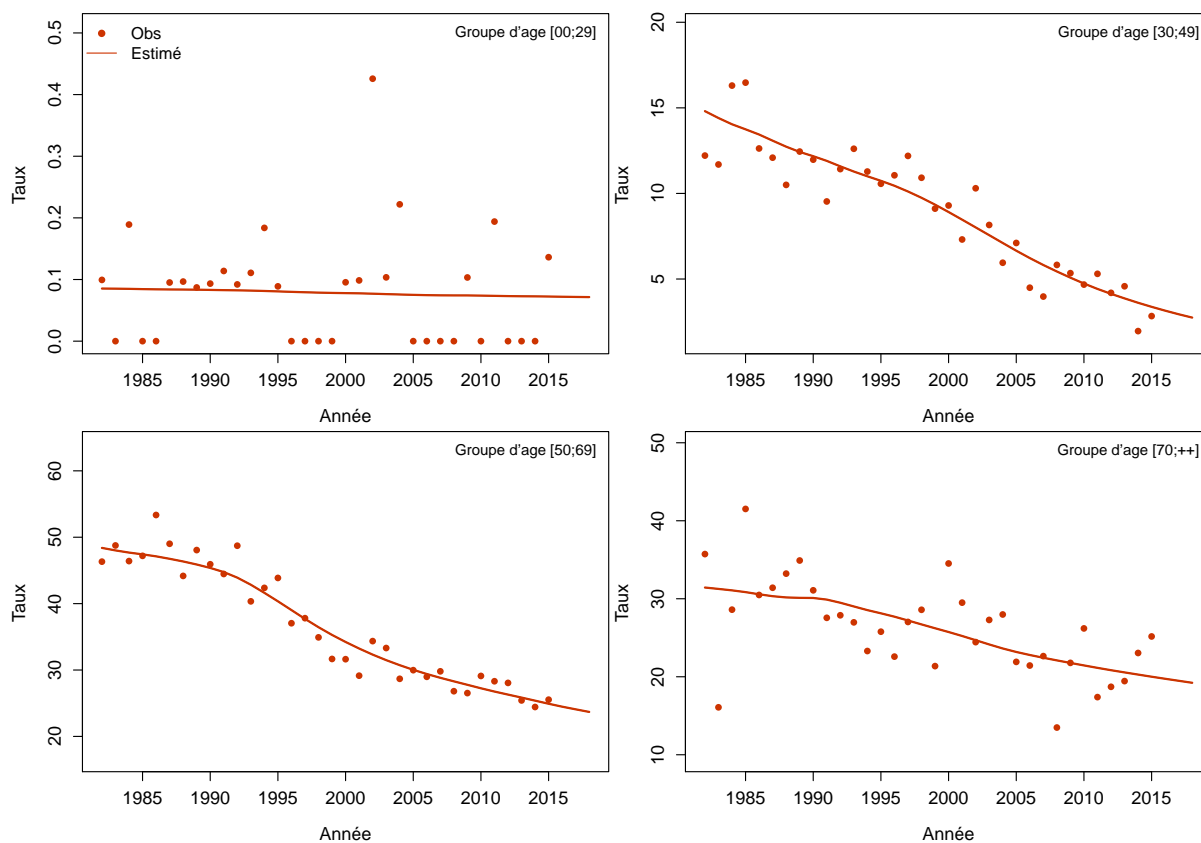 Obs
Estimé
Groupe d'age [00;29]
Taux
0.5
0.4
0.3
0.2
0.1
0.0
1985 1990 1995 2000 2005 2010 2015
Année
Groupe d'age [30;49]
Taux
20
15
10
5
1985 1990 1995 2000 2005 2010 2015
Année
Groupe d'age [50;69]
Taux
60
50
40
30
20
1985 1990 1995 2000 2005 2010 2015
Année
Groupe d'age [70;++]
Taux
50
40
30
20
10
1985 1990 1995 2000 2005 2010 2015
Année